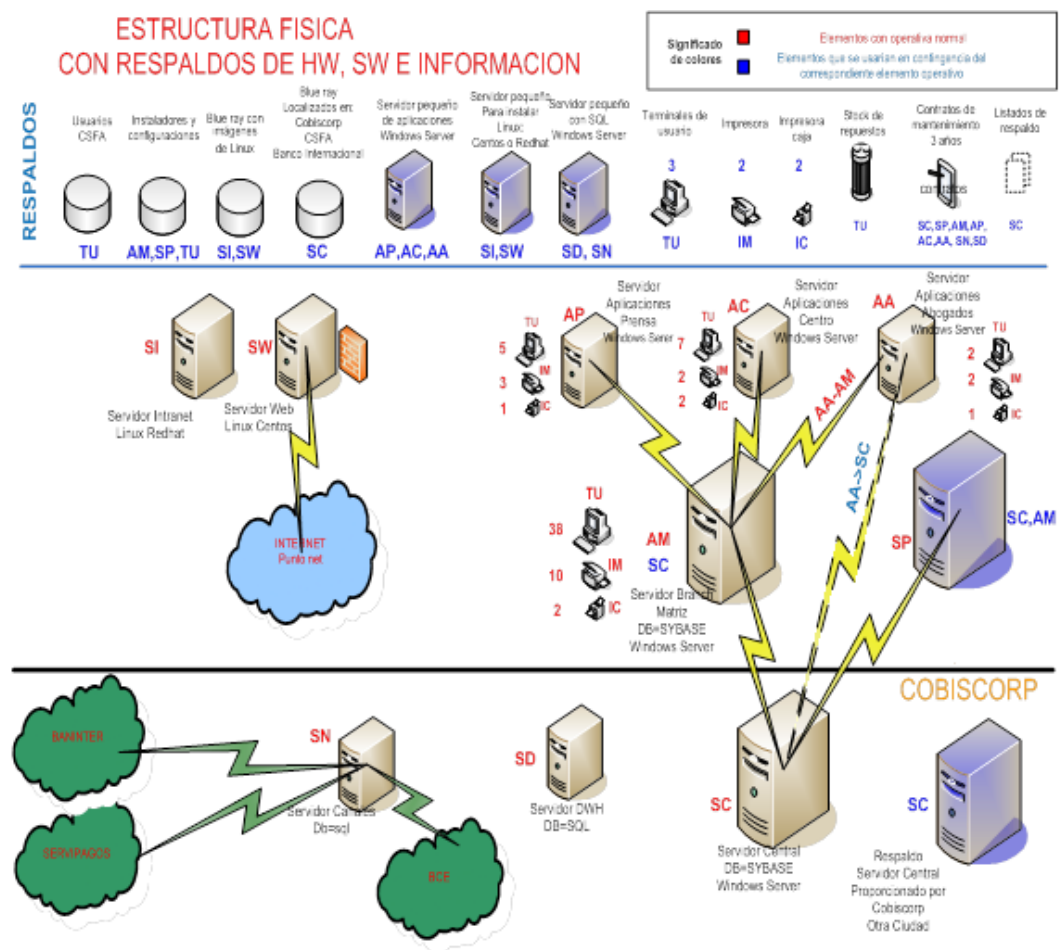 ESTRUCTURA FISICA
CON RESPALDOS DE HW, SW E INFORMACION
Significado
de colores
Elementos con operativa normal
Elementos que se usarian en contingencia del
correspondiente elemento operativo
RESPALDOS
Usuarios
CSFA
TU
Instaladores y
configuraciones
AM,SP,TU
Blue ray con
imágenes
de Linux
SI,SW
Blue ray
Localizados en:
Cobiscorp
CSFA
Banco Internacional
SC
Servidor pequeño
de aplicaciones
Windows Server
AP,AC,AA
Servidor pequeño
Para instalar
Linux:
Centos o Redhat
SI,SW
Servidor pequeño
con SQL
Windows Server
SD, SN
Terminales de
usuario
3
TU
Impresora
2
IM
Impresora
caja
2
IC
Stock de
repuestos
TU
Contratos de
mantenimiento
3 años
contratos
SC,SP,AM,AP,
AC,AA, SN,SD
Listados de
respaldo
SC
SI
Servidor Intranet
Linux Redhat
SW
Servidor Web
Linux Centos
INTERNET
Punto net
TU
5
3
IM
1
IC
AP
Servidor
Aplicaciones
Prensa
Windows Serer
TU
7
2
IM
2
IC
AC
Servidor
Aplicaciones
Centro
Windows Server
AA
Servidor
Aplicaciones
Abogados
Windows Server
TU
2
2
IM
1
IC
AA-AM
AA->SC
TU
38
10
IM
2
IC
AM
SC
Servidor Branch
Matriz
DB=SYBASE
Windows Server
SP
SC,AM
COBISCORP
BANINTER
SERVIPAGOS
SN
Servidor Canales
Db=sql
BCE
SD
Servidor DWH
DB=SQL
SC
Servidor Central
DB=SYBASE
Windows Server
SC
Respaldo
Servidor Central
Proporcionado por
Cobiscorp
Otra Ciudad